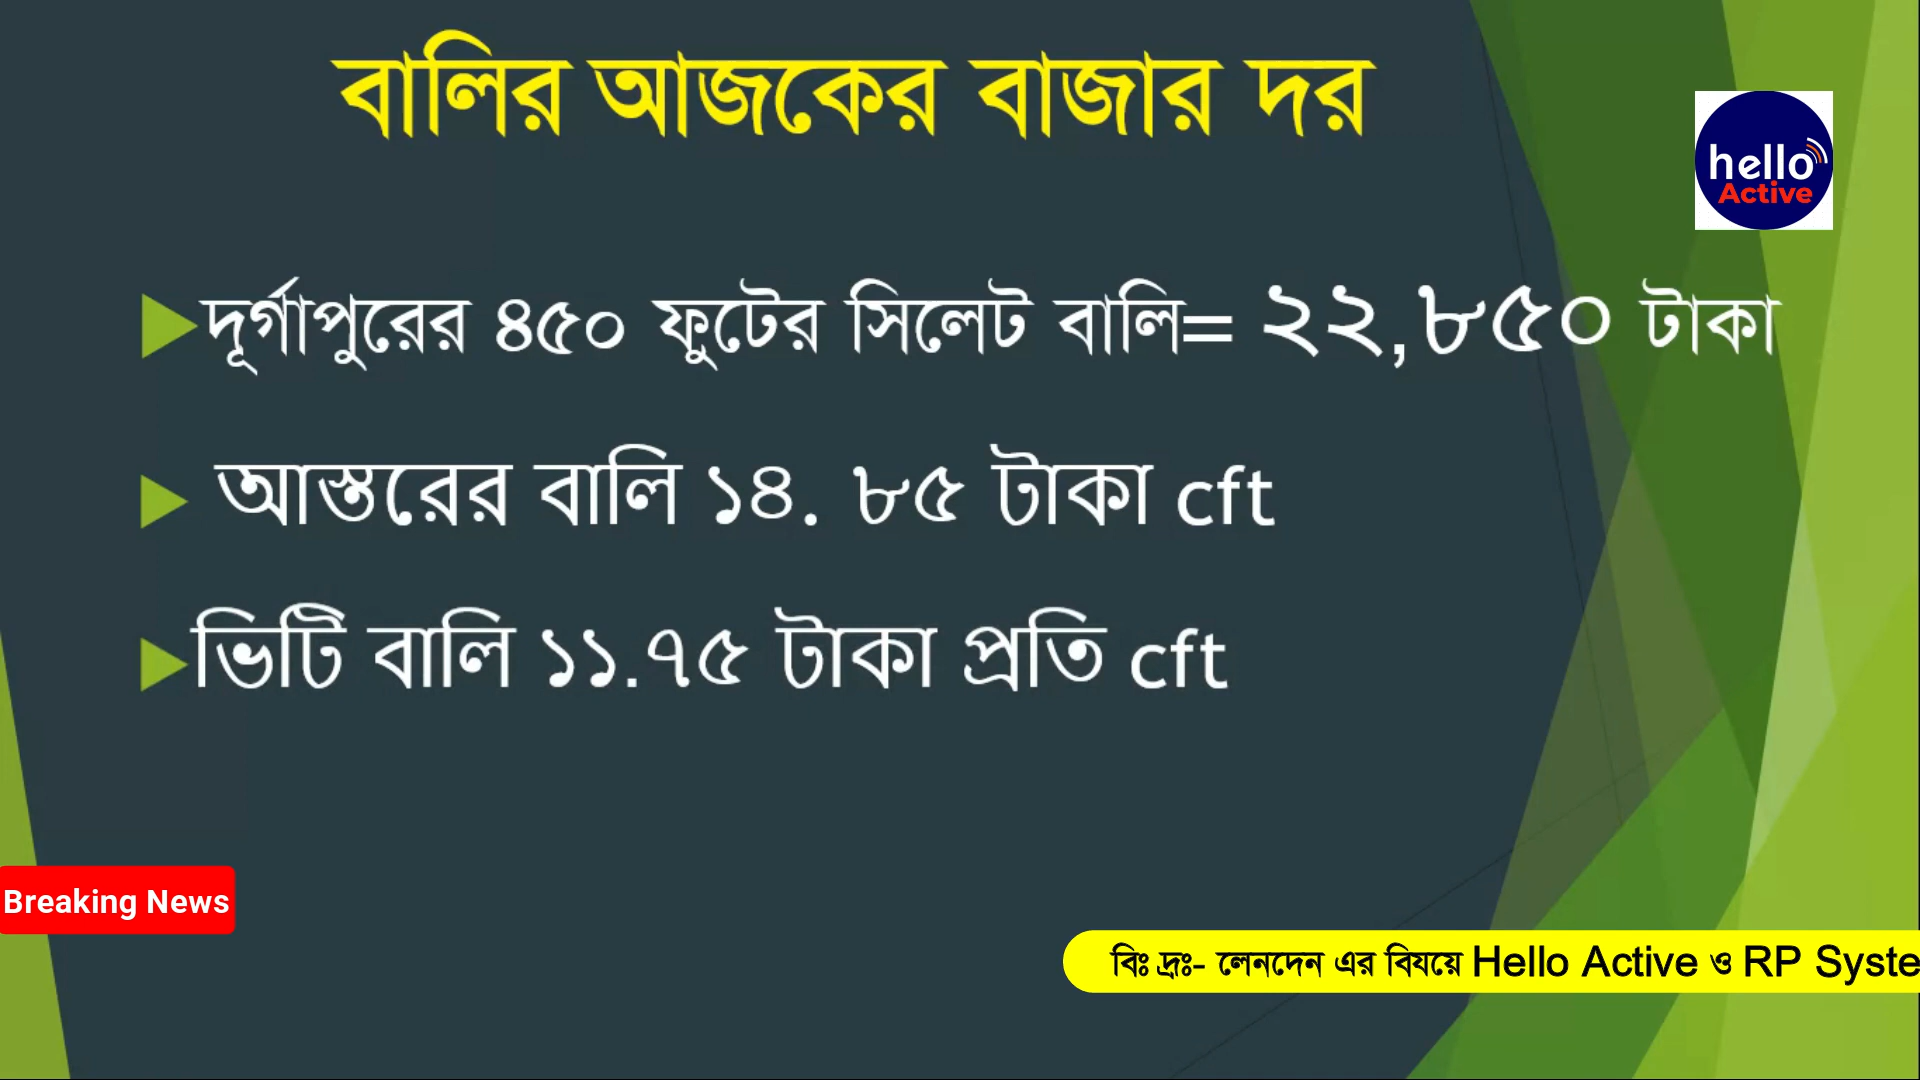 বালির আজকের বাজার দর
hello
Active
দূর্গাপুরের ৪৫০ ফুটের সিলেট বালি= ২২,৮৫০ টাকা
আস্তরের বালি ১৪. ৮৫ টাকা cft
ভিটি বালি ১১.৭৫ টাকা প্রতি cft
Breaking News
বিঃ দ্রঃ- লেনদেন এর বিষয়ে Hello Active ও RP Syste